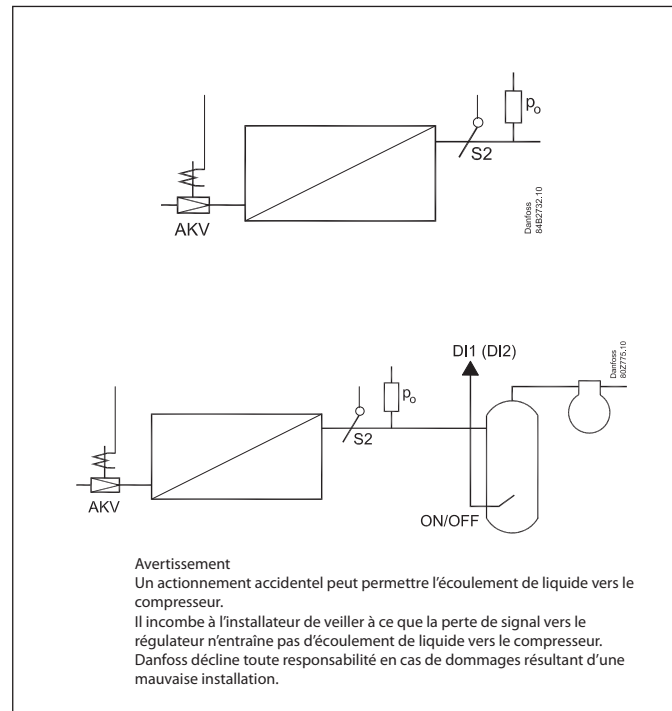 pₒ
S2
AKV
Danfoss
84B2732.10
DI1 (DI2)
Danfoss
80Z775.10
pₒ
S2
AKV
ON/OFF
Avertissement
Un actionnement accidentel peut permettre l’écoulement de liquide vers le
compresseur.
Il incombe à l’installateur de veiller à ce que la perte de signal vers le
régulateur n’entraîne pas d’écoulement de liquide vers le compresseur.
Danfoss décline toute responsabilité en cas de dommages résultant d’une
mauvaise installation.